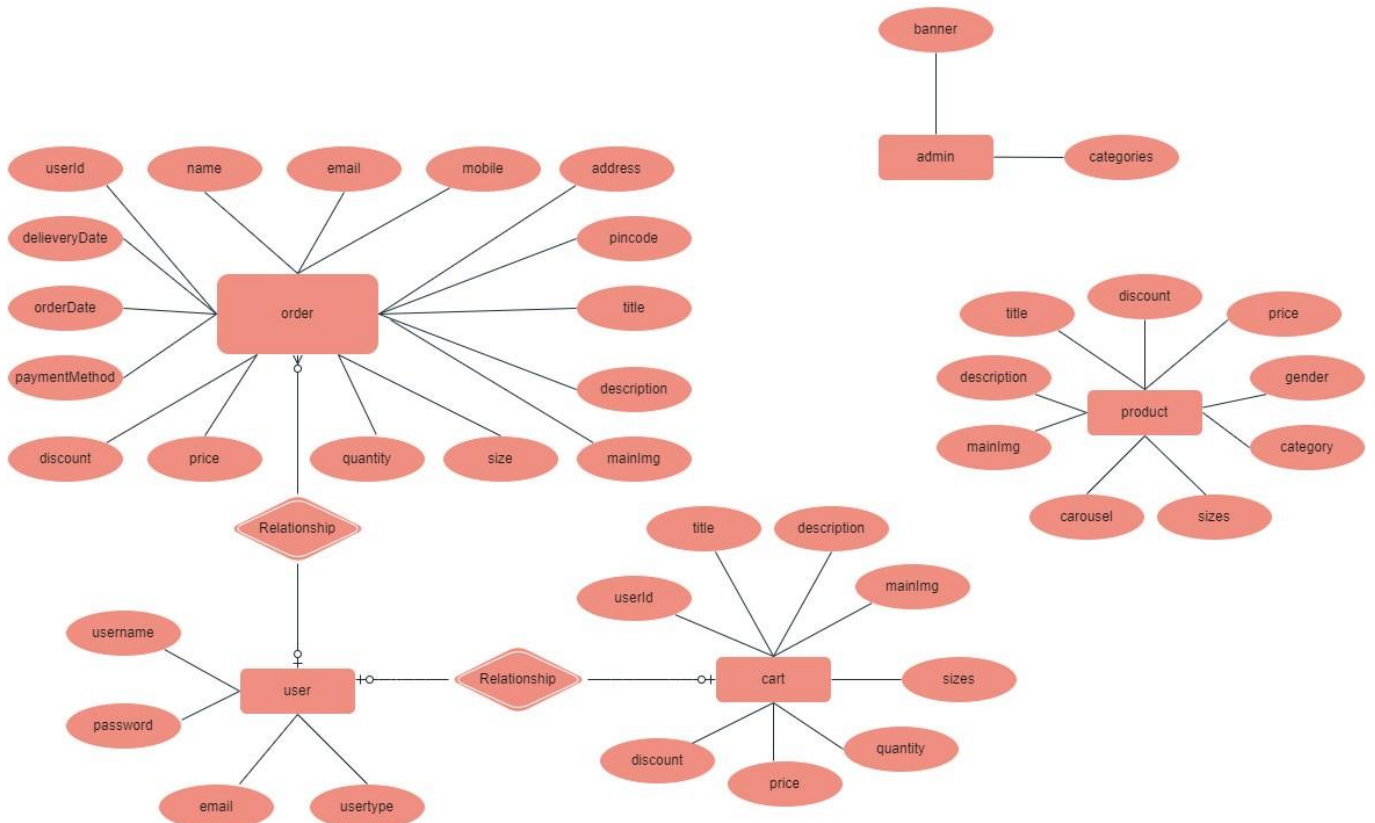 banner
admin
categories
userId
name
email
mobile
address
delieveryDate
pincode
orderDate
order
title
paymentMethod
description
discount
price
quantity
size
mainImg
Relationship
title
discount
price
description
gender
product
mainImg
category
carousel
sizes
title
description
userId
mainImg
username
user
Relationship
cart
sizes
password
discount
price
quantity
email
usertype